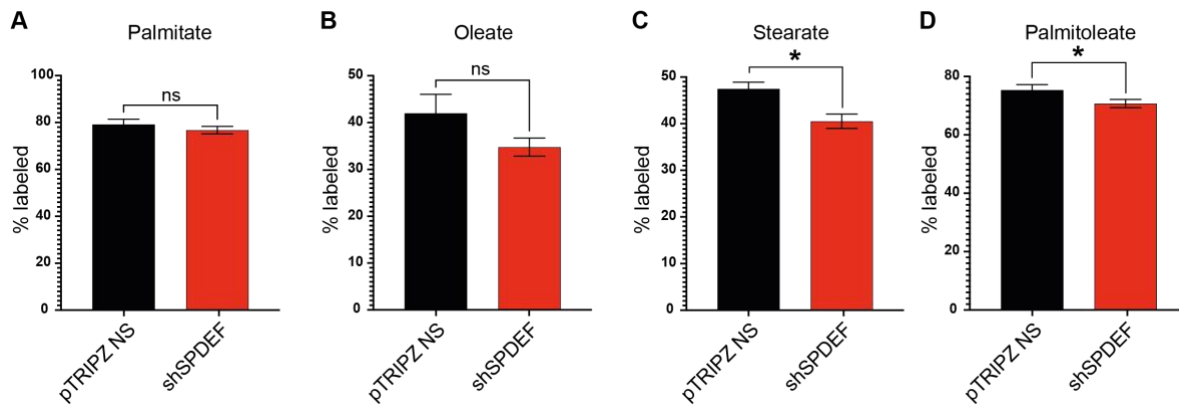 A
Palmitate
% labeled
100
80
60
40
20
0
ns
pTRIPZ NS
shSPDEF
B
Oleate
% labeled
50
40
30
20
10
0
ns
pTRIPZ NS
shSPDEF
C
Stearate
% labeled
50
40
30
20
10
0
*
pTRIPZ NS
shSPDEF
D
Palmitoleate
% labeled
80
60
40
20
0
*
pTRIPZ NS
shSPDEF